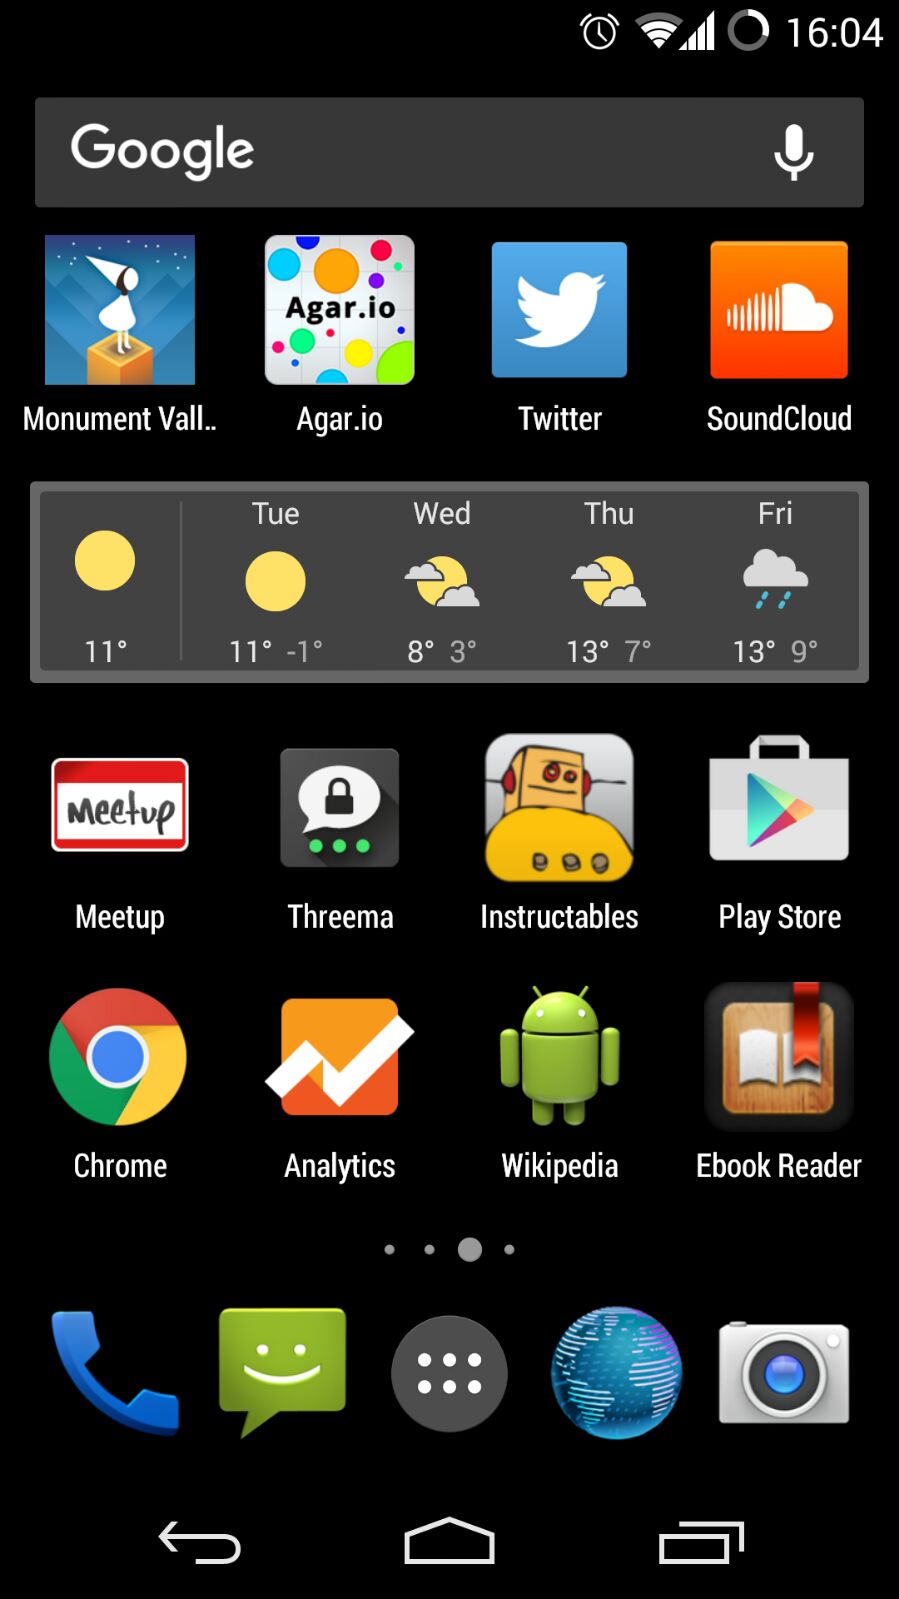 16:04
Google
Agar.io
Monument Vall..
Agar.io
Twitter
SoundCloud
Tue Wed Thu Fri
11° 11° -1° 8° 3° 13° 7° 13° 9°
Meetup
Meetup
Threema
Instructables
Play Store
Chrome
Analytics
Wikipedia
Ebook Reader